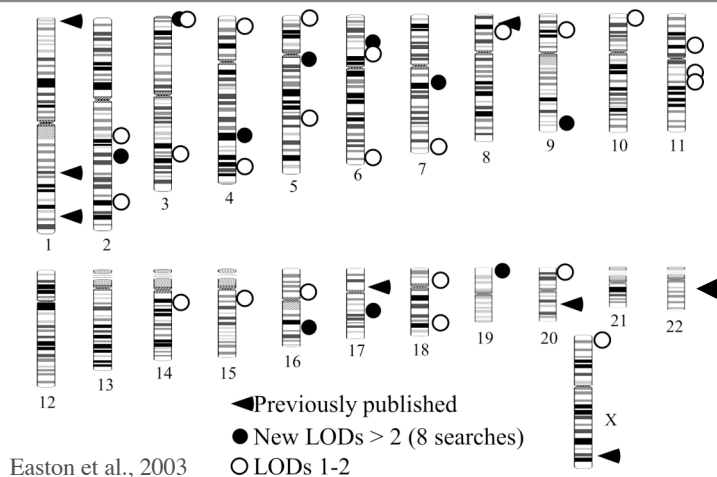 1 2 3 4 5 6 7 8 9 10 11
12 13 14 15 16 17 18 19 20 21 22
X
Previously published
New LODs > 2 (8 searches)
LODs 1-2
Easton et al., 2003